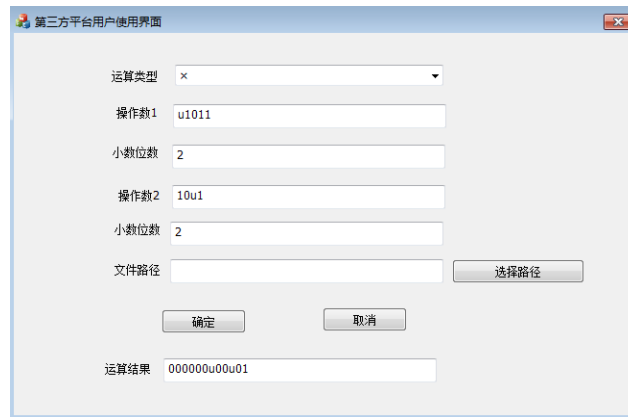 第三方平台用户使用界面
运算类型 ×
操作数1 u1011
小数位数 2
操作数2 10u1
小数位数 2
文件路径 选择路径
确定 取消
运算结果 000000u00u01